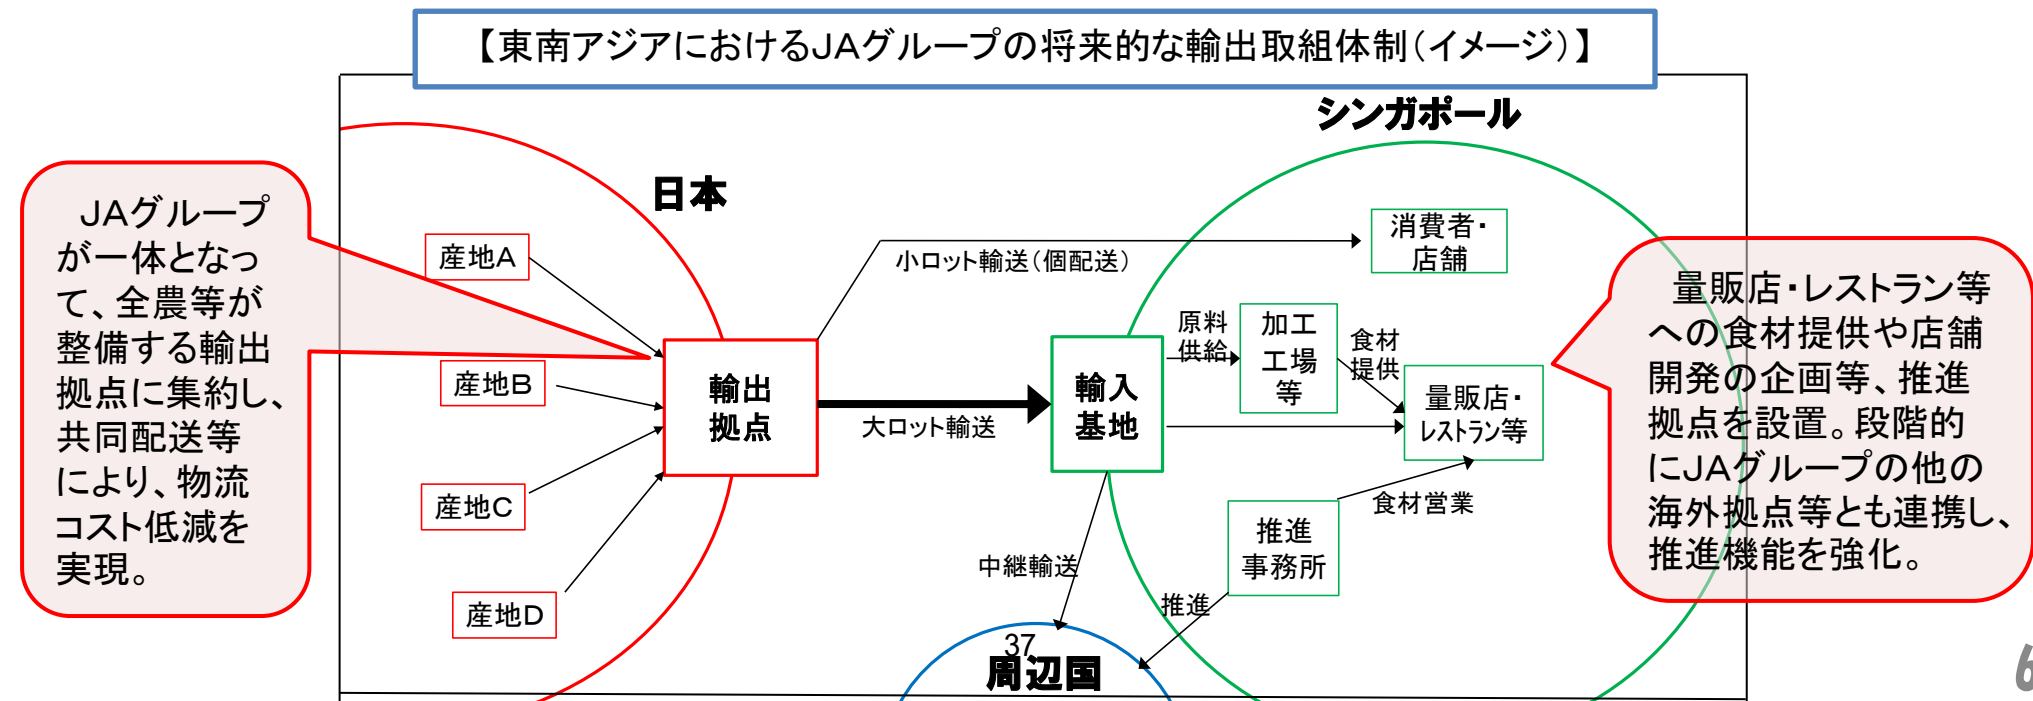 【東南アジアにおけるJAグループの将来的な輸出取組体制（イメージ）】
シンガポール
日本
JAグループ
が一体となっ
て、全農等が
整備する輸出
拠点に集約し、
共同配送等
により、物流
コスト低減を
実現。
産地A
産地B
産地C
産地D
輸出
拠点
小ロット輸送（個配送）
大ロット輸送
消費者・
店舗
輸入
基地
原料
供給
加工
工場
等
食材
提供
量販店・
レストラン等
食材営業
推進
事務所
中継輸送
推進
量販店・レストラン等
への食材提供や店舗
開発の企画等、推進
拠点を設置。段階的
にJAグループの他の
海外拠点等とも連携し、
推進機能を強化。
37
周辺国
6